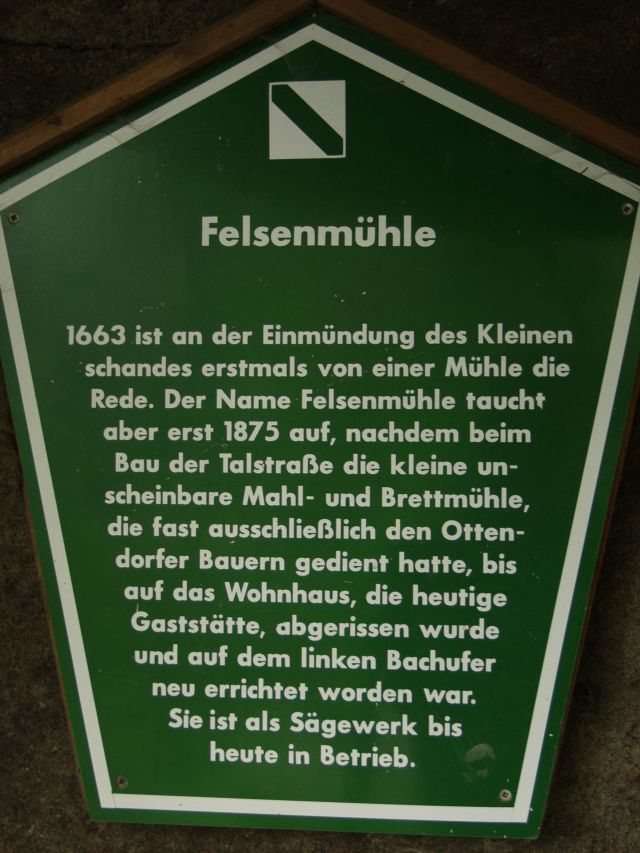 Felsenmühle
1663 ist an der Einmündung des Kleinen
schandes erstmals von einer Mühle die
Rede. Der Name Felsenmühle taucht
aber erst 1875 auf, nachdem beim
Bau der Talstraße die kleine un-
scheinbare Mahl- und Brettmühle,
die fast ausschließlich den Otten-
dorfer Bauern gedient hatte, bis
auf das Wohnhaus, die heutige
Gaststätte, abgerissen wurde
und auf dem linken Bachufer
neu errichtet worden war.
Sie ist als Sägewerk bis
heute in Betrieb.